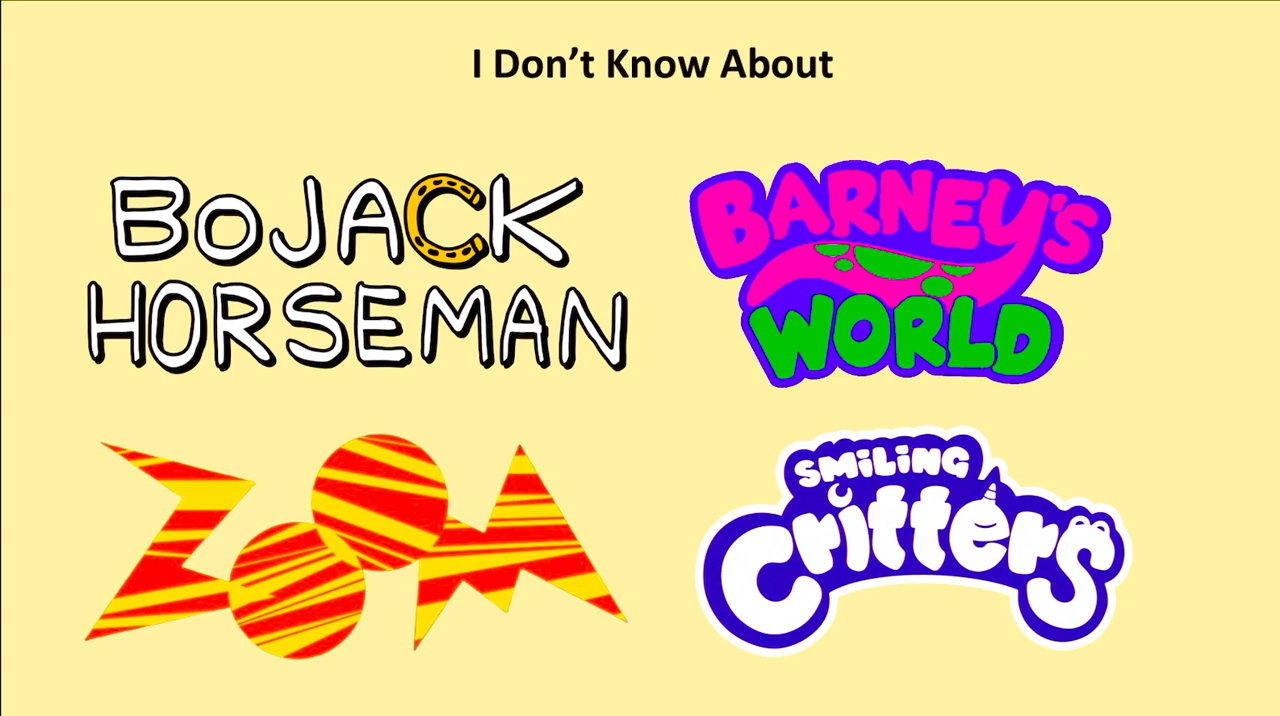 I Don’t Know About
BoJACK
HORSEMAN
BARNEY'S
WORLD
ZOOM
SMiLiNG
Critters